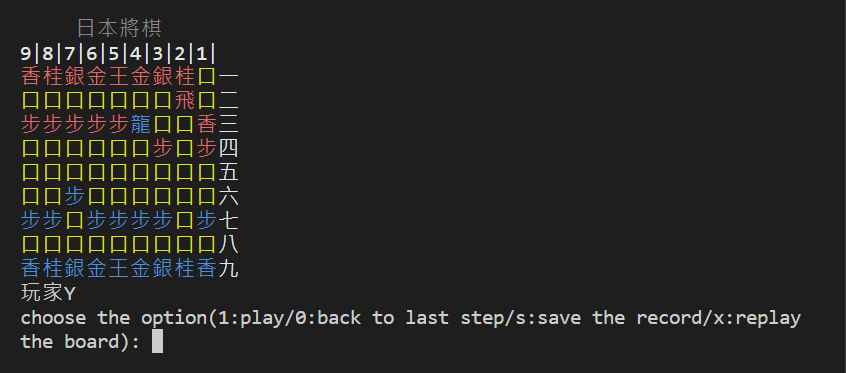 日本將棋
9|8|7|6|5|4|3|2|1|
香桂銀金王金銀桂口一
口口口口口口口飛口二
步步步步步龍口口香三
口口口口口口步口步四
口口口口口口口口口五
口口步口口口口口口六
步步口步步步步口步七
口口口口口口口口口八
香桂銀金王金銀桂香九
玩家Y
choose the option(1:play/0:back to last step/s:save the record/x:replay
the board):